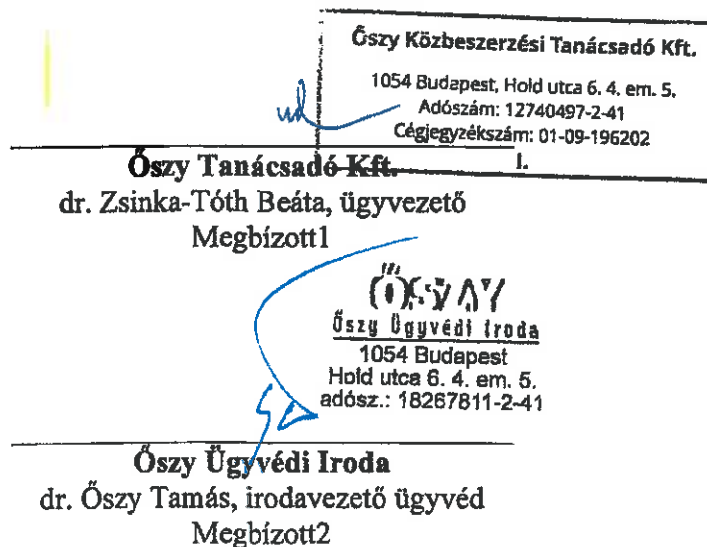 Őszy Közbeszerzési Tanácsadó Kft.
1054 Budapest, Hold utca 6. 4. em. 5.
Adószám: 12740497-2-41
Cégjegyzékszám: 01-09-196202
1.
Őszy Tanácsadó Kft.
dr. Zsinka-Tóth Beáta, ügyvezető
Megbízott1
Őszy Ügyvédi Iroda
1054 Budapest
Hold utca 6. 4. em. 5.
adósz.: 18267811-2-41
Őszy Ügyvédi Iroda
dr. Őszy Tamás, irodavezető ügyvéd
Megbízott2